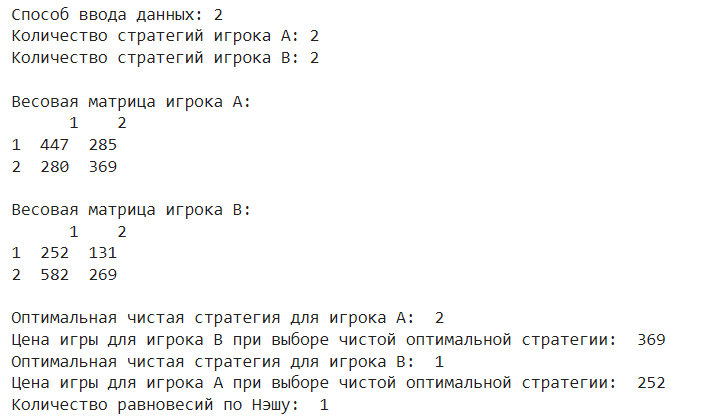 Способ ввода данных: 2
Количество стратегий игрока A: 2
Количество стратегий игрока B: 2
Весовая матрица игрока A:
1 2
1 447 285
2 280 369
Весовая матрица игрока B:
1 2
1 252 131
2 582 269
Оптимальная чистая стратегия для игрока A: 2
Цена игры для игрока B при выборе чистой оптимальной стратегии: 369
Оптимальная чистая стратегия для игрока B: 1
Цена игры для игрока A при выборе чистой оптимальной стратегии: 252
Количество равновесий по Нэшу: 1